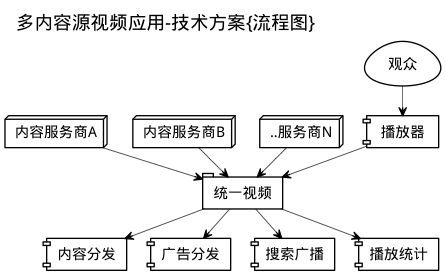 多内容源视频应用-技术方案{流程图}
观众
内容服务商A
内容服务商B
..服务商N
播放器
统一视频
内容分发
广告分发
搜索广播
播放统计